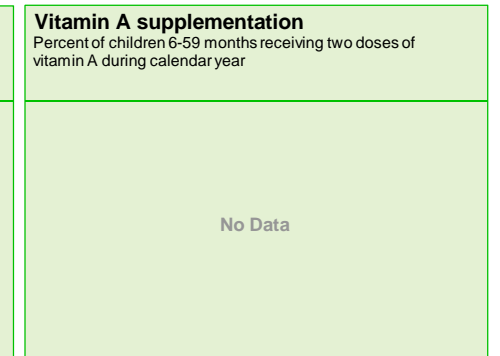 Vitamin A supplementation
Percent of children 6-59 months receiving two doses of
vitamin A during calendar year
No Data